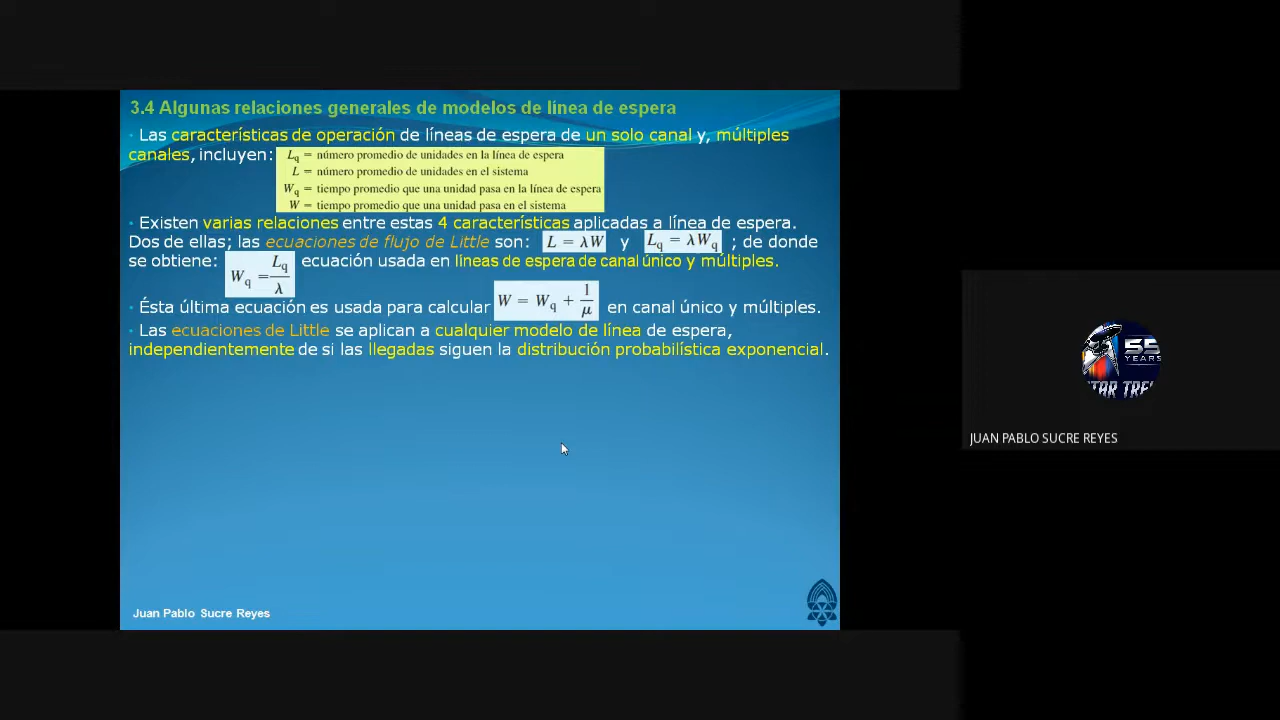 3.4 Algunas relaciones generales de modelos de línea de espera
· Las características de operación de líneas de espera de un solo canal y, múltiples
canales, incluyen:
Lq = número promedio de unidades en la línea de espera
L = número promedio de unidades en el sistema
Wq = tiempo promedio que una unidad pasa en la línea de espera
W = tiempo promedio que una unidad pasa en el sistema
· Existen varias relaciones entre estas 4 características aplicadas a línea de espera.
Dos de ellas; las ecuaciones de flujo de Little son: L = λW y Lq = λWq ; de donde
se obtiene: Wq = Lq/λ ecuación usada en líneas de espera de canal único y múltiples.
· Ésta última ecuación es usada para calcular W = Wq + 1/μ en canal único y múltiples.
· Las ecuaciones de Little se aplican a cualquier modelo de línea de espera,
independientemente de si las llegadas siguen la distribución probabilística exponencial.
Juan Pablo Sucre Reyes
55
YEARS
STAR TREK
JUAN PABLO SUCRE REYES